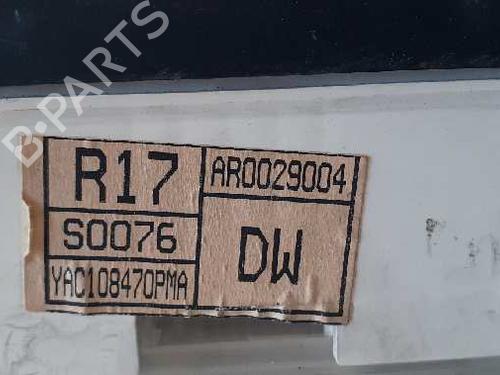 B-PARTS
R17
AR0029004
S0076
DW
YAC108470PMA